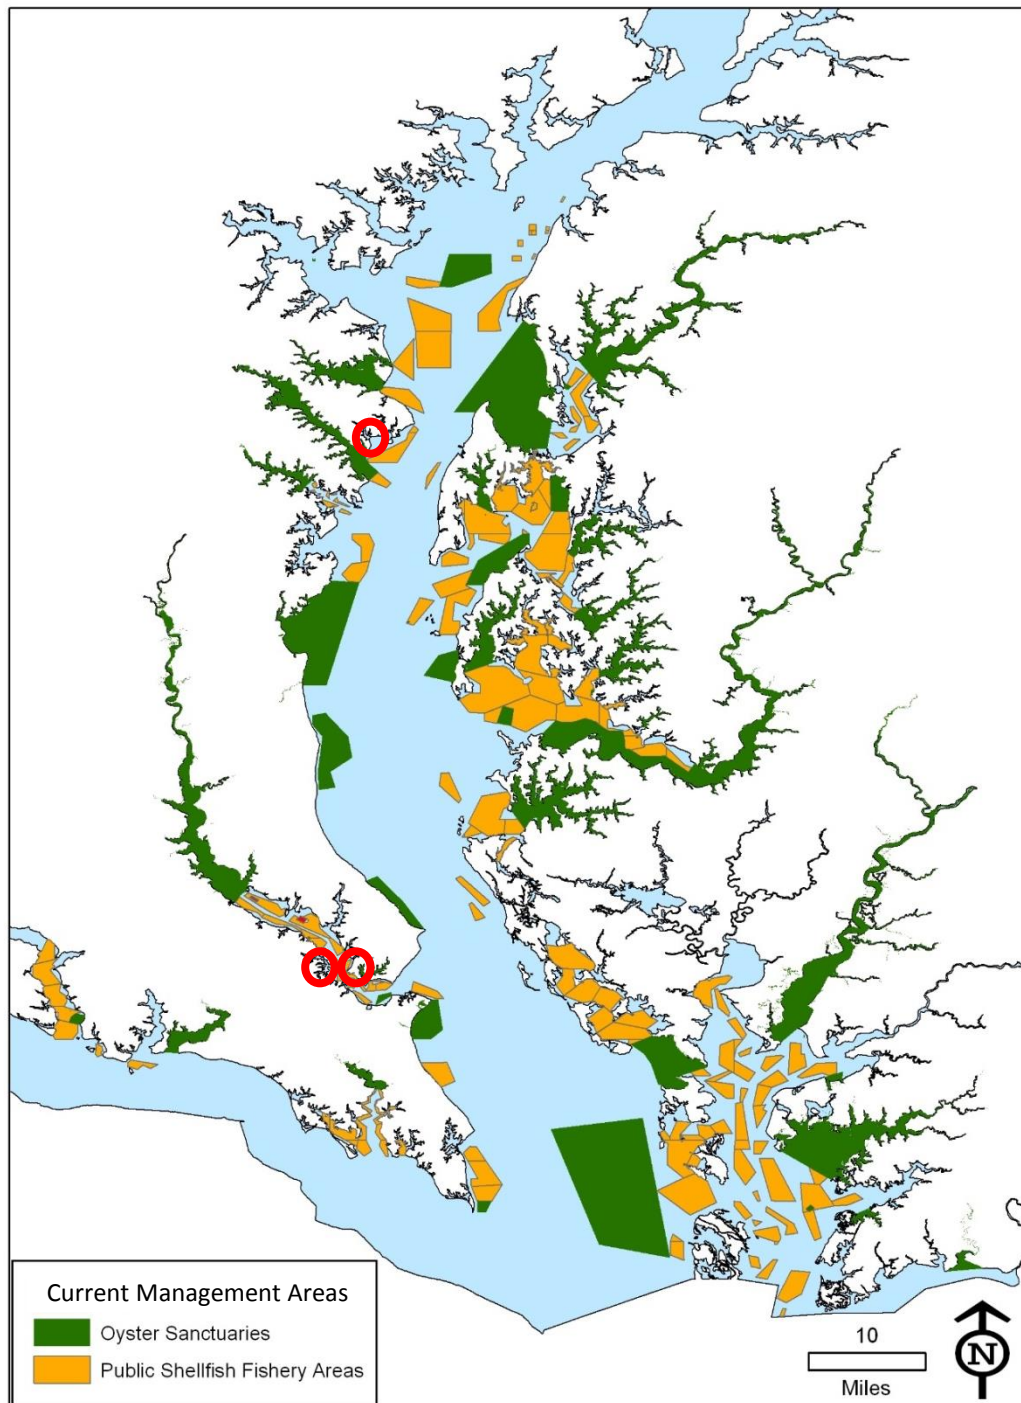 Current Management Areas
Oyster Sanctuaries
Public Shellfish Fishery Areas
10
Miles
N